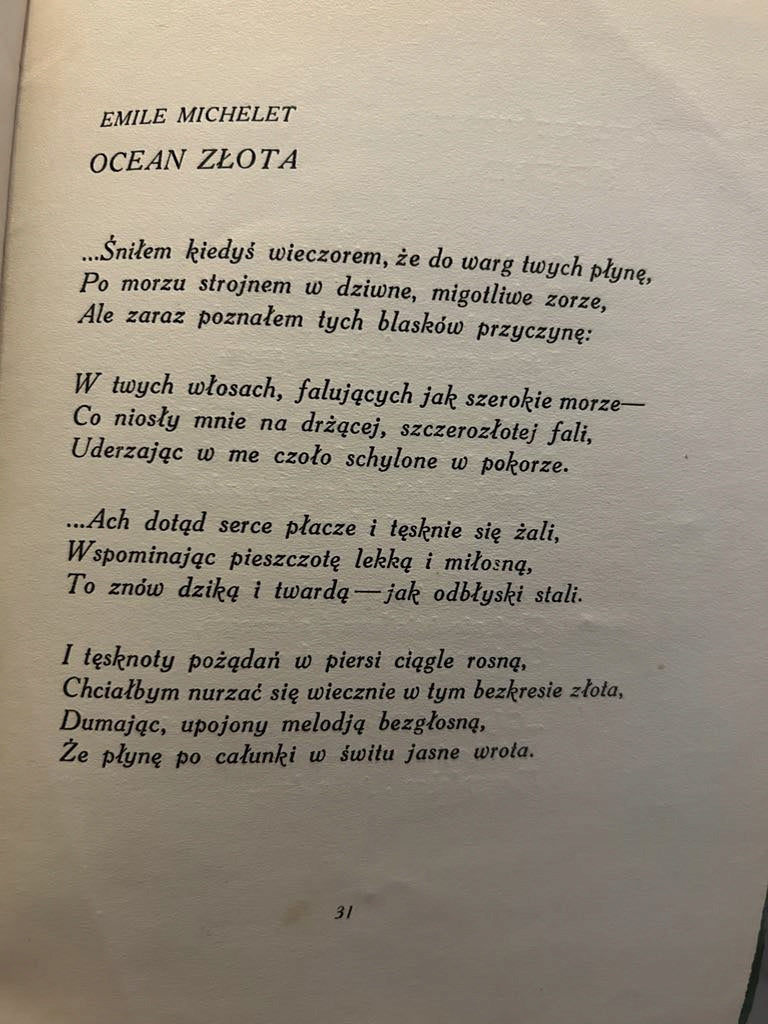 EMILE MICHELET
OCEAN ZŁOTA
...Śniłem kiedyś wieczorem, że do warg twych płynę,
Po morzu strojnem w dziwne, migotliwe zorze,
Ale zaraz poznałem tych blasków przyczynę:
W twych włosach, falujących jak szerokie morze—
Co niosły mnie na drżącej, szczerozłotej fali,
Uderzając w me czoło schylone w pokorze.
...Ach dotąd serce płacze i tęsknie się żali,
Wspominając pieszczotę lekką i miłosną,
To znów dziką i twardą—jak odbłyski stali.
I tęsknoty pożądań w piersi ciągle rosną,
Chciałbym nurzać się wiecznie w tym bezkresie złota,
Dumając, upojony melodją bezgłosną,
Że płynę po całunki w świtu jasne wrota.
31